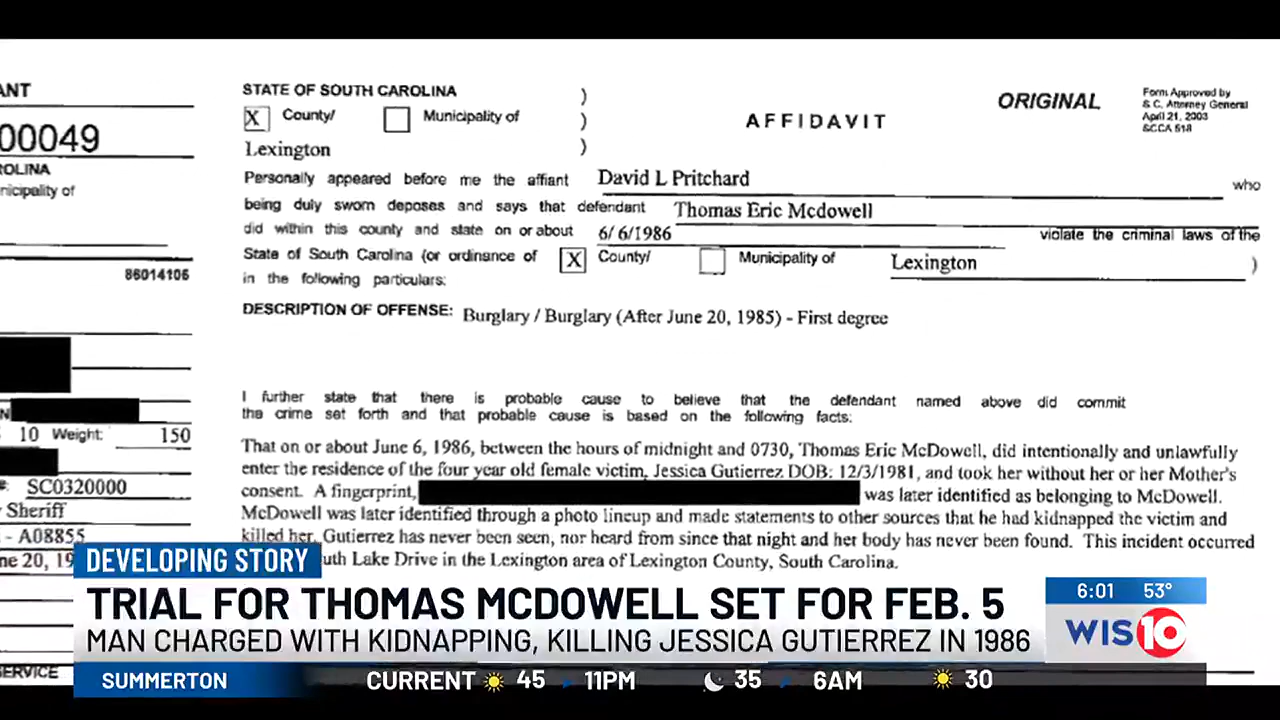 ANT
00049
ROLINA
nicipality of
86014105
N
10 Weight: 150
#: SC0320000
Sheriff
- A08855
ne 20, 19
SERVICE
STATE OF SOUTH CAROLINA )
X County/ Municipality of )
Lexington )
AFFIDAVIT
ORIGINAL
Form Approved by
S.C. Attorney General
April 21, 2003
SCCA 518
Personally appeared before me the affiant David L Pritchard who
being duly sworn deposes and says that defendant Thomas Eric Mcdowell
did within this county and state on or about 6/ 6/1986 violate the criminal laws of the
State of South Carolina (or ordinance of X County/ Municipality of Lexington )
in the following particulars:
DESCRIPTION OF OFFENSE: Burglary / Burglary (After June 20, 1985) - First degree
I further state that there is probable cause to believe that the defendant named above did commit
the crime set forth and that probable cause is based on the following facts:
That on or about June 6, 1986, between the hours of midnight and 0730, Thomas Eric McDowell, did intentionally and unlawfully
enter the residence of the four year old female victim, Jessica Gutierrez DOB: 12/3/1981, and took her without her or her Mother's
consent. A fingerprint, was later identified as belonging to McDowell.
McDowell was later identified through a photo lineup and made statements to other sources that he had kidnapped the victim and
killed her. Gutierrez has never been seen, nor heard from since that night and her body has never been found. This incident occurred
uth Lake Drive in the Lexington area of Lexington County, South Carolina.
DEVELOPING STORY
TRIAL FOR THOMAS MCDOWELL SET FOR FEB. 5
MAN CHARGED WITH KIDNAPPING, KILLING JESSICA GUTIERREZ IN 1986
6:01 53°
WIS10
SUMMERTON CURRENT 45 11PM 35 6AM 30